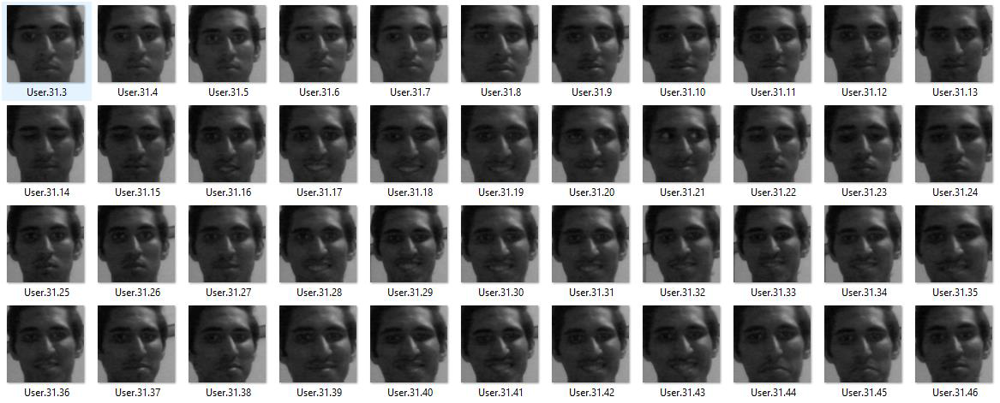 User.31.3 User.31.4 User.31.5 User.31.6 User.31.7 User.31.8 User.31.9 User.31.10 User.31.11 User.31.12 User.31.13
User.31.14 User.31.15 User.31.16 User.31.17 User.31.18 User.31.19 User.31.20 User.31.21 User.31.22 User.31.23 User.31.24
User.31.25 User.31.26 User.31.27 User.31.28 User.31.29 User.31.30 User.31.31 User.31.32 User.31.33 User.31.34 User.31.35
User.31.36 User.31.37 User.31.38 User.31.39 User.31.40 User.31.41 User.31.42 User.31.43 User.31.44 User.31.45 User.31.46